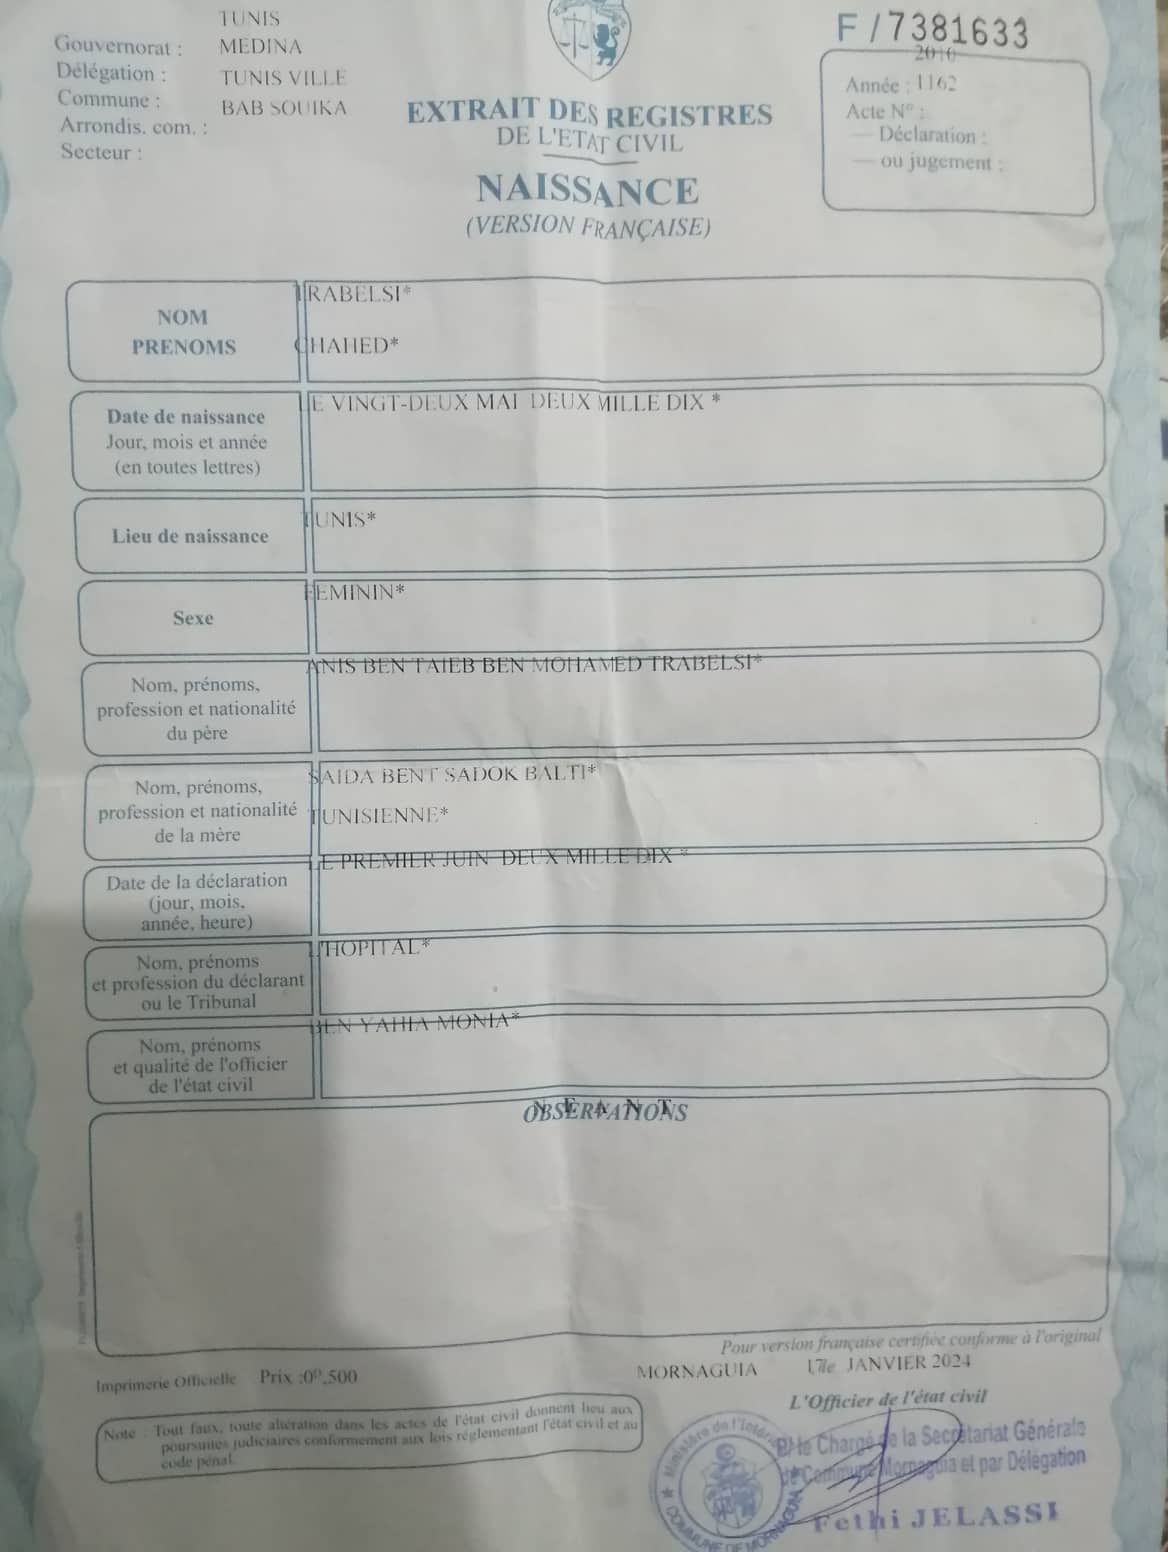 TUNIS
Gouvernorat : MEDINA
Délégation : TUNIS VILLE
Commune : BAB SOUIKA
Arrondis. com. :
Secteur :
F / 7381633
2010
Année : 1162
Acte N° :
— Déclaration :
— ou jugement :
EXTRAIT DES REGISTRES
DE L'ETAT CIVIL
NAISSANCE
(VERSION FRANÇAISE)
NOM
PRENOMS
TRABELSI*
CHAHED*
Date de naissance
Jour, mois et année
(en toutes lettres)
LE VINGT-DEUX MAI DEUX MILLE DIX *
Lieu de naissance
TUNIS*
Sexe
FEMININ*
Nom, prénoms,
profession et nationalité
du père
ANIS BEN TAIEB BEN MOHAMED TRABELSI*
Nom, prénoms,
profession et nationalité
de la mère
SAIDA BENT SADOK BALTI*
TUNISIENNE*
Date de la déclaration
(jour, mois,
année, heure)
LE PREMIER JUIN DEUX MILLE DIX *
Nom, prénoms
et profession du déclarant
ou le Tribunal
L'HOPITAL*
Nom, prénoms
et qualité de l'officier
de l'état civil
BEN YAHIA MONIA*
OBSERVATIONS
N E A N T
Pour version française certifiée conforme à l'original
MORNAGUIA 17le JANVIER 2024
Imprimerie Officielle Prix :0D,500
L'Officier de l'état civil
Note : Tout faux, toute altération dans les actes de l'état civil donnent lieu aux
poursuites judiciaires conformement aux lois réglementant l'état civil et au
code pénal.
P/ le Chargé de la Secrétariat Générale
de Commune Mornaguia et par Délégation
Fethi JELASSI
Ministère de l'Intérieur
COMMUNE DE MORNAGUIA